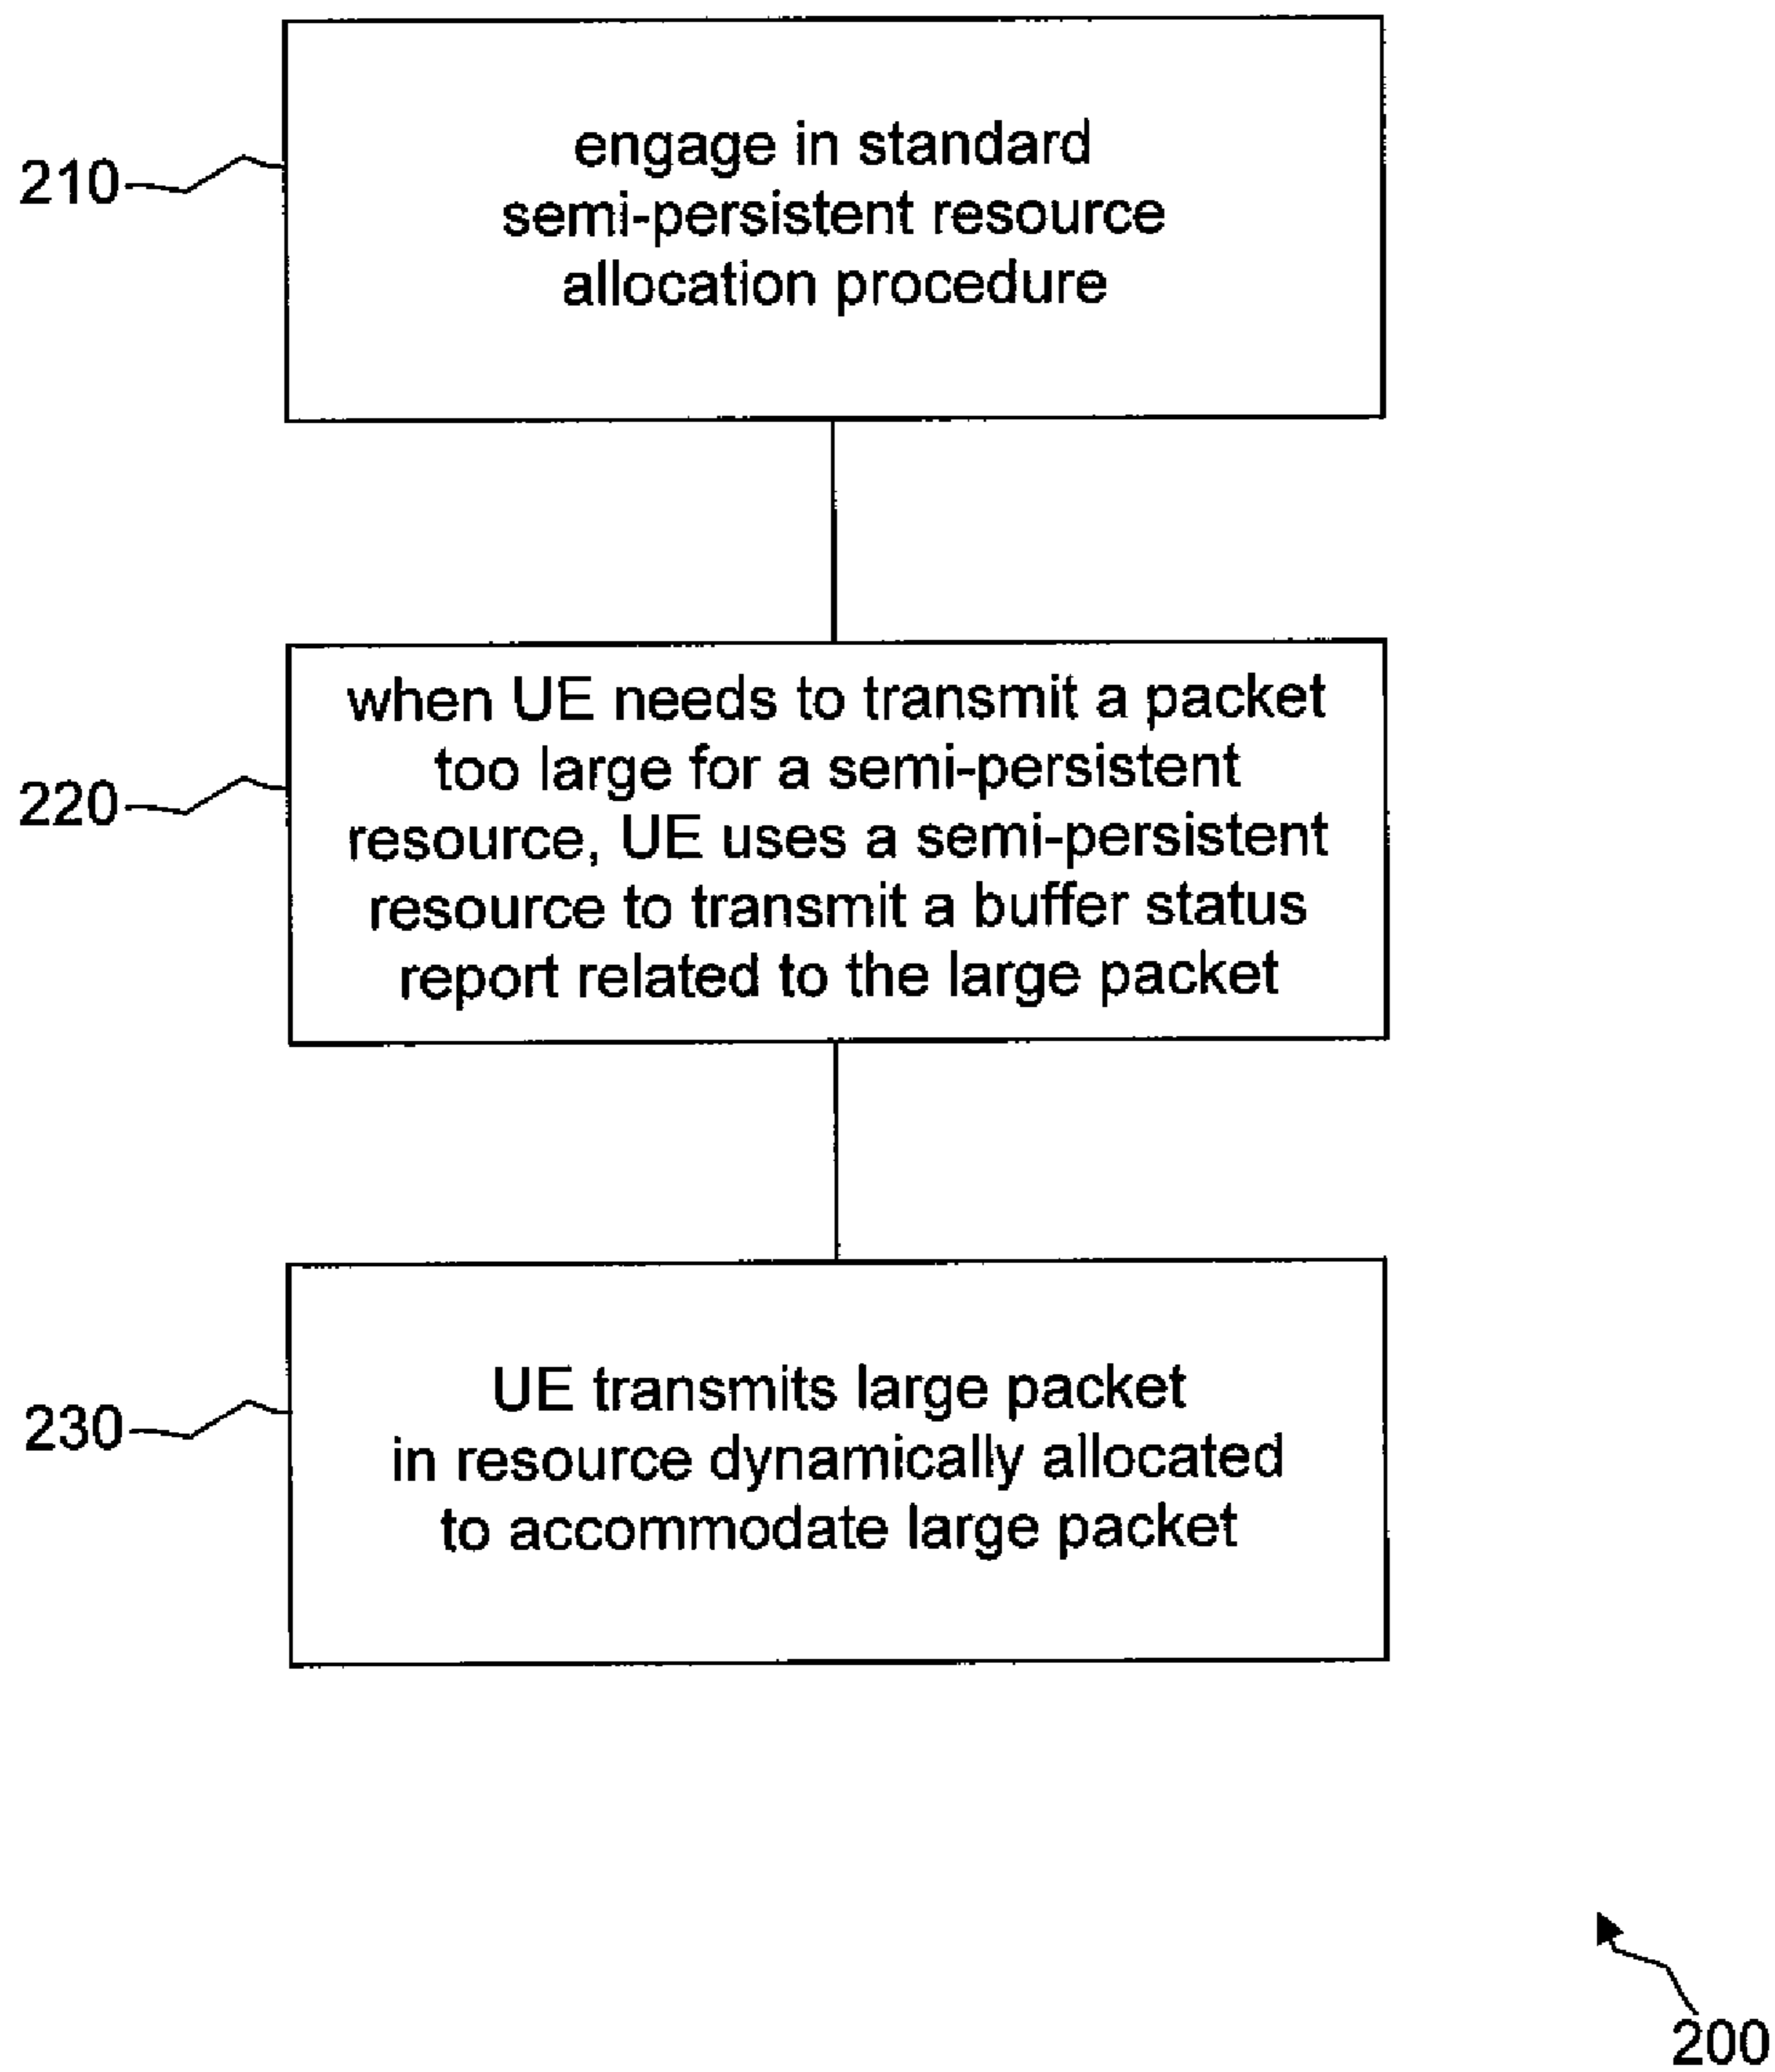 210
engage in standard
semi-persistent resource
allocation procedure
220
when UE needs to transmit a packet
too large for a semi-persistent
resource, UE uses a semi-persistent
resource to transmit a buffer status
report related to the large packet
230
UE transmits large packet
in resource dynamically allocated
to accommodate large packet
200